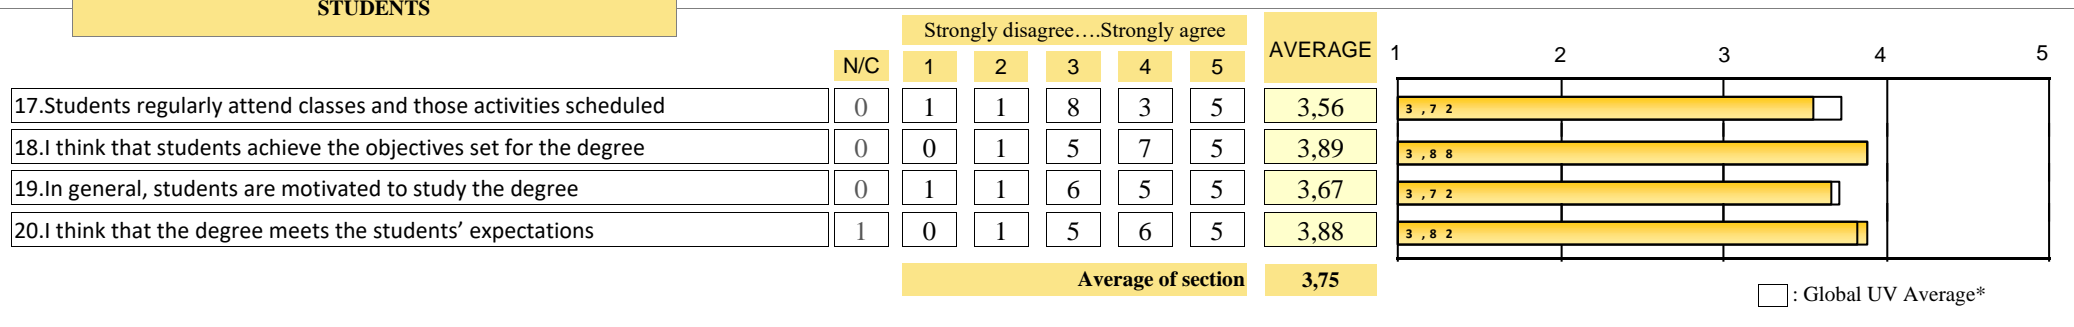 STUDENTS
Strongly disagree….Strongly agree
AVERAGE
N/C 1 2 3 4 5
1 2 3 4 5
17.Students regularly attend classes and those activities scheduled 0 1 1 8 3 5 3,56 3,72
18.I think that students achieve the objectives set for the degree 0 0 1 5 7 5 3,89 3,88
19.In general, students are motivated to study the degree 0 1 1 6 5 5 3,67 3,72
20.I think that the degree meets the students’ expectations 1 0 1 5 6 5 3,88 3,82
Average of section 3,75
: Global UV Average*